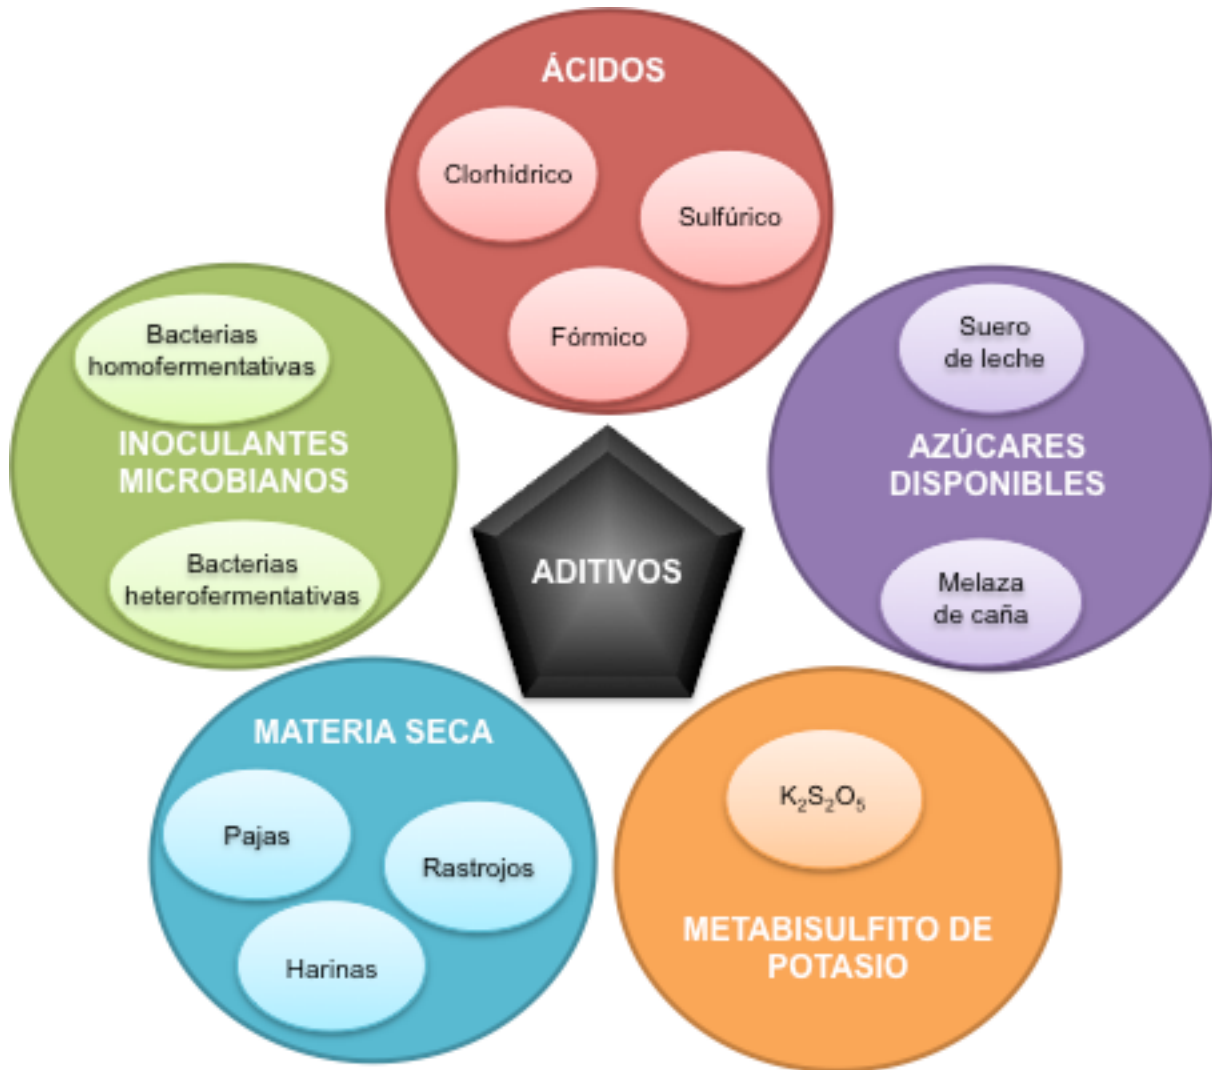 ÁCIDOS
Clorhídrico
Sulfúrico
Fórmico
Bacterias
homofermentativas
INOCULANTES
MICROBIANOS
Bacterias
heterofermentativas
Suero
de leche
AZÚCARES
DISPONIBLES
Melaza
de caña
ADITIVOS
MATERIA SECA
Pajas
Rastrojos
Harinas
K₂S₂O₅
METABISULFITO DE
POTASIO